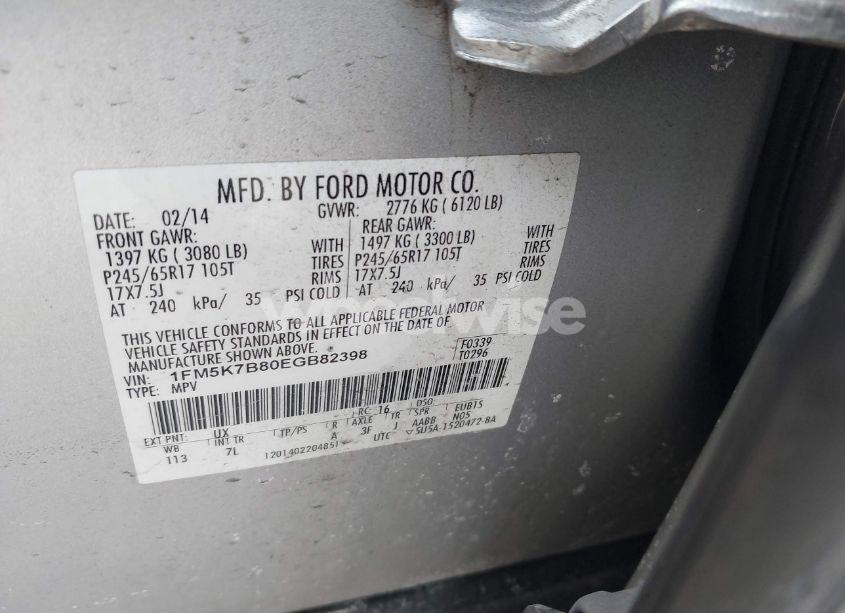 MFD. BY FORD MOTOR CO.
DATE: 02/14 GVWR: 2776 KG ( 6120 LB)
FRONT GAWR: REAR GAWR:
1397 KG ( 3080 LB) WITH 1497 KG ( 3300 LB) WITH
P245/65R17 105T TIRES P245/65R17 105T TIRES
17X7.5J RIMS 17X7.5J RIMS
AT 240 kPa/ 35 PSI COLD AT 240 kPa/ 35 PSI COLD
THIS VEHICLE CONFORMS TO ALL APPLICABLE FEDERAL MOTOR
VEHICLE SAFETY STANDARDS IN EFFECT ON THE DATE OF
MANUFACTURE SHOWN ABOVE.
VIN: 1FM5K7B80EGB82398 F0339
TYPE: MPV T0296
RC: 16 DSO:
EXT PNT: UX
WB INT TR TP/PS R AXLE TR SPR EUBTS
113 7L A 3F J AABB N05
UTC 5U5A-1520472-BA